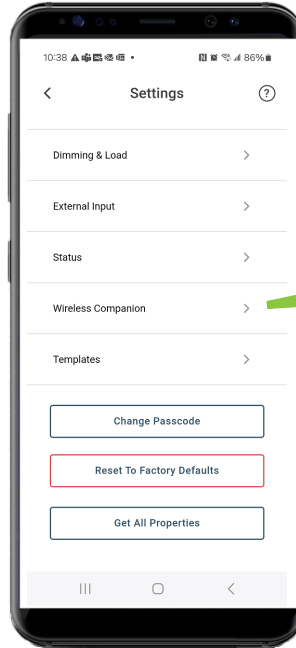 10:38 86%
Settings ?
Dimming & Load
External Input
Status
Wireless Companion
Templates
Change Passcode
Reset To Factory Defaults
Get All Properties